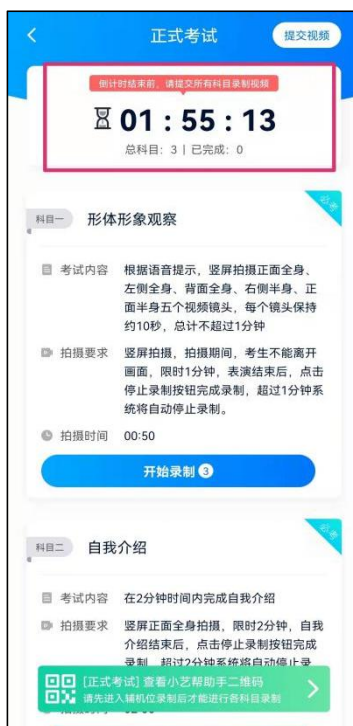 正式考试
提交视频
倒计时结束前，请提交所有科目录制视频
01 : 55 : 13
总科目：3 | 已完成：0
必考
科目一 形体形象观察
考试内容 根据语音提示，竖屏拍摄正面全身、
左侧全身、背面全身、右侧半身、正
面半身五个视频镜头，每个镜头保持
约10秒，总计不超过1分钟
拍摄要求 竖屏拍摄，拍摄期间，考生不能离开
画面，限时1分钟，表演结束后，点击
停止录制按钮完成录制，超过1分钟系
统将自动停止录制。
拍摄时间 00:50
开始录制 3
必考
科目二 自我介绍
考试内容 在2分钟时间内完成自我介绍
拍摄要求 竖屏正面全身拍摄，限时2分钟，自我
介绍结束后，点击停止录制按钮完成
录制，超过2分钟系统将自动停止录
[正式考试] 查看小艺帮助手二维码
请先进入辅机位录制后才能进行各科目录制